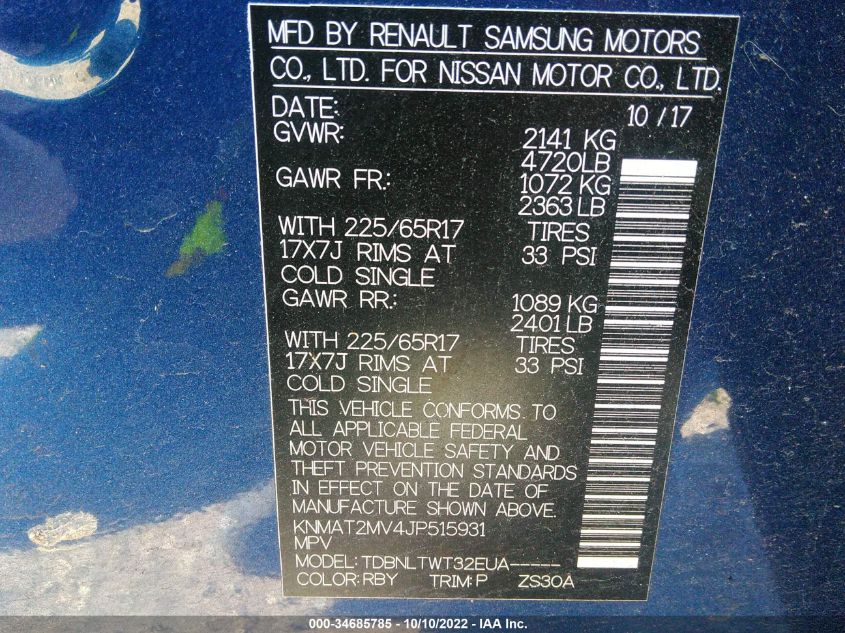 MFD BY RENAULT SAMSUNG MOTORS
CO., LTD. FOR NISSAN MOTOR CO., LTD.
DATE: 10 / 17
GVWR: 2141 KG
4720LB
GAWR FR: 1072 KG
2363 LB
WITH 225/65R17 TIRES
17X7J RIMS AT 33 PSI
COLD SINGLE
GAWR RR: 1089 KG
2401 LB
WITH 225/65R17 TIRES
17X7J RIMS AT 33 PSI
COLD SINGLE
THIS VEHICLE CONFORMS TO
ALL APPLICABLE FEDERAL
MOTOR VEHICLE SAFETY AND
THEFT PREVENTION STANDARDS
IN EFFECT ON THE DATE OF
MANUFACTURE SHOWN ABOVE.
KNMAT2MV4JP515931
MPV
MODEL: TDBNLTWT32EUA-----
COLOR: RBY TRIM: P ZS30A
000-34685785 - 10/10/2022 - IAA Inc.